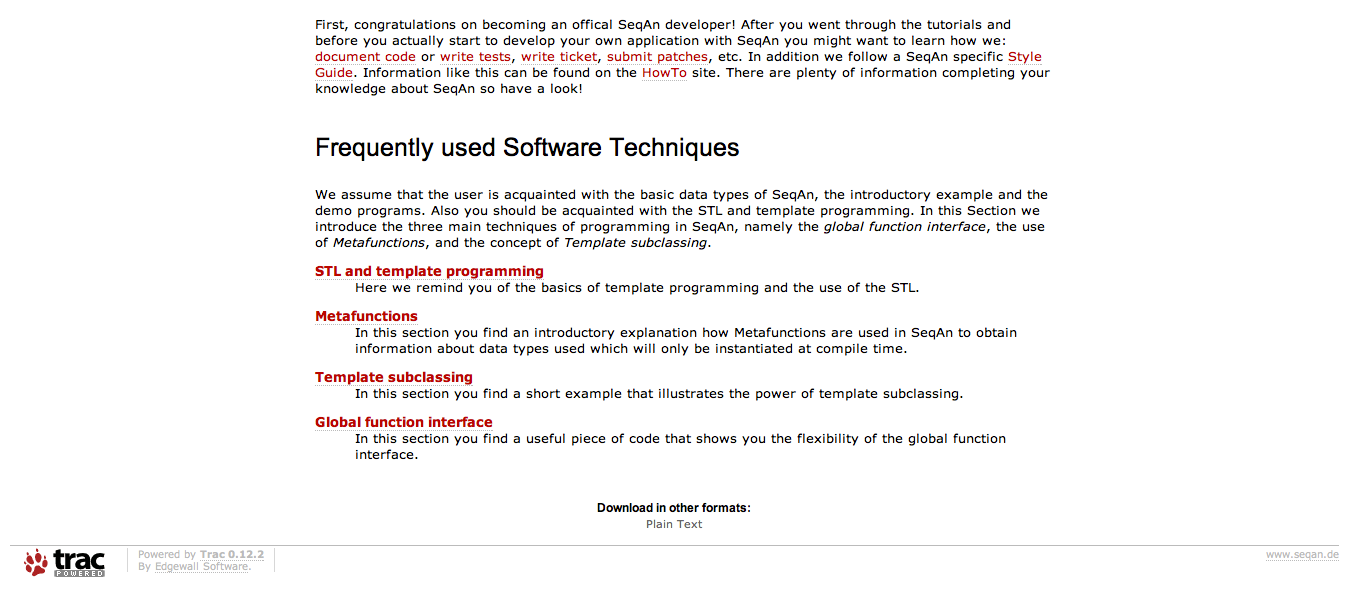 First, congratulations on becoming an offical SeqAn developer! After you went through the tutorials and
before you actually start to develop your own application with SeqAn you might want to learn how we:
document code or write tests, write ticket, submit patches, etc. In addition we follow a SeqAn specific Style
Guide. Information like this can be found on the HowTo site. There are plenty of information completing your
knowledge about SeqAn so have a look!
Frequently used Software Techniques
We assume that the user is acquainted with the basic data types of SeqAn, the introductory example and the
demo programs. Also you should be acquainted with the STL and template programming. In this Section we
introduce the three main techniques of programming in SeqAn, namely the global function interface, the use
of Metafunctions, and the concept of Template subclassing.
STL and template programming
Here we remind you of the basics of template programming and the use of the STL.
Metafunctions
In this section you find an introductory explanation how Metafunctions are used in SeqAn to obtain
information about data types used which will only be instantiated at compile time.
Template subclassing
In this section you find a short example that illustrates the power of template subclassing.
Global function interface
In this section you find a useful piece of code that shows you the flexibility of the global function
interface.
Download in other formats:
Plain Text
trac
POWERED
Powered by Trac 0.12.2
By Edgewall Software.
www.seqan.de